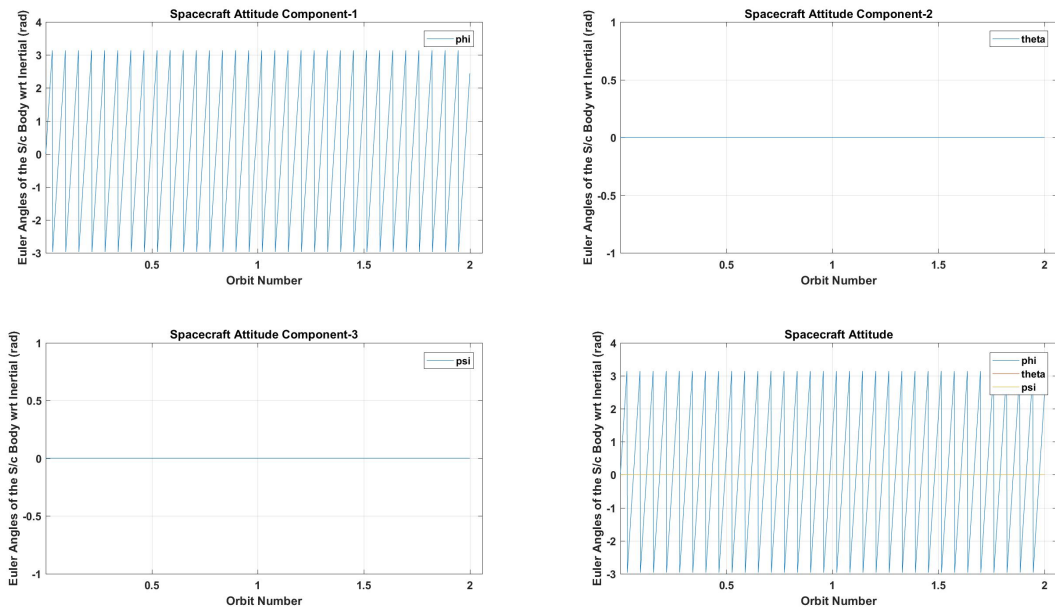 Spacecraft Attitude Component-1
Euler Angles of the S/c Body wrt Inertial (rad)
4
3
2
1
0
-1
-2
-3
phi
0.5
1
1.5
2
Orbit Number
Spacecraft Attitude Component-2
Euler Angles of the S/c Body wrt Inertial (rad)
1
0.5
0
-0.5
-1
theta
0.5
1
1.5
2
Orbit Number
Spacecraft Attitude Component-3
Euler Angles of the S/c Body wrt Inertial (rad)
1
0.5
0
-0.5
-1
psi
0.5
1
1.5
2
Orbit Number
Spacecraft Attitude
Euler Angles of the S/c Body wrt Inertial (rad)
4
3
2
1
0
-1
-2
-3
phi
theta
psi
0.5
1
1.5
2
Orbit Number